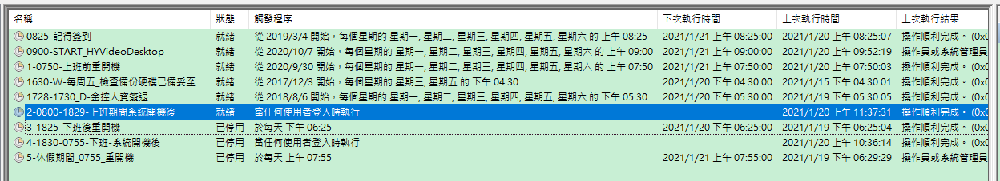 名稱 狀態 觸發程序 下次執行時間 上次執行時間 上次執行結果
0825-記得簽到 就緒 從 2019/3/4 開始，每個星期的 星期一, 星期二, 星期三, 星期四, 星期五, 星期六 的 上午 08:25 2021/1/21 上午 08:25:00 2021/1/20 上午 08:25:07 操作順利完成。 (0x0
0900-START_HYVideoDesktop 就緒 從 2020/10/7 開始，每個星期的 星期一, 星期二, 星期三, 星期四, 星期五, 星期六 的 上午 09:00 2021/1/21 上午 09:00:00 2021/1/20 上午 09:52:19 操作員或系統管理員
1-0750-上班前重開機 就緒 從 2020/9/30 開始，每個星期的 星期一, 星期二, 星期三, 星期四, 星期五, 星期六 的 上午 07:50 2021/1/21 上午 07:50:00 2021/1/20 上午 07:50:03 操作順利完成。 (0x0
1630-W-每周五_檢查備份硬碟已備妥至... 就緒 從 2017/12/3 開始，每個星期的 星期三, 星期五 的 下午 04:30 2021/1/20 下午 04:30:00 2021/1/15 下午 04:30:01 操作順利完成。 (0x0
1728-1730_D-金控人資簽退 就緒 從 2018/8/6 開始，每個星期的 星期一, 星期二, 星期三, 星期四, 星期五, 星期六 的 下午 05:30 2021/1/20 下午 05:30:00 2021/1/19 下午 05:30:05 操作順利完成。 (0x0
2-0800-1829-上班期間系統開機後 就緒 當任何使用者登入時執行 2021/1/20 上午 11:37:31 操作順利完成。 (0x0
3-1825-下班後重開機 已停用 於每天 下午 06:25 2021/1/20 下午 06:25:00 2021/1/19 下午 06:25:04 操作順利完成。 (0x0
4-1830-0755-下班-系統開機後 已停用 當任何使用者登入時執行 2021/1/20 上午 10:36:14 操作順利完成。 (0x0
5-休假期間_0755_重開機 已停用 於每天 上午 07:55 2021/1/21 上午 07:55:00 2021/1/19 下午 06:29:29 操作員或系統管理員